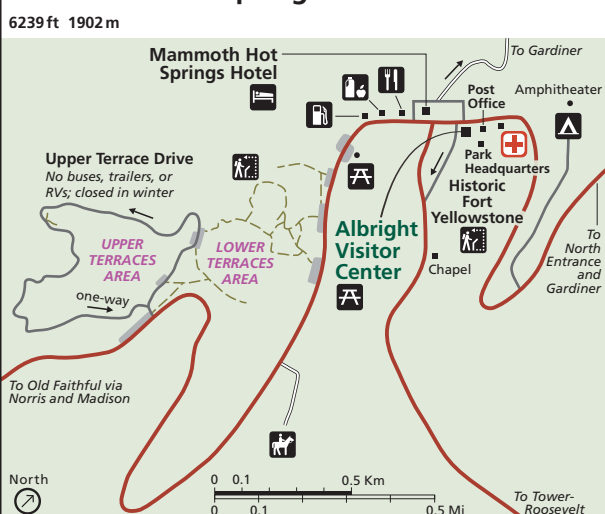 6239 ft 1902 m
Mammoth Hot
Springs Hotel
To Gardiner
Post
Office
Amphitheater
Park
Headquarters
Historic
Fort
Yellowstone
Upper Terrace Drive
No buses, trailers, or
RVs; closed in winter
UPPER
TERRACES
AREA
LOWER
TERRACES
AREA
Albright
Visitor
Center
Chapel
To
North
Entrance
and
Gardiner
one-way
To Old Faithful via
Norris and Madison
North
0 0.1 0.5 Km
0 0.1 0.5 Mi
To Tower-
Roosevelt